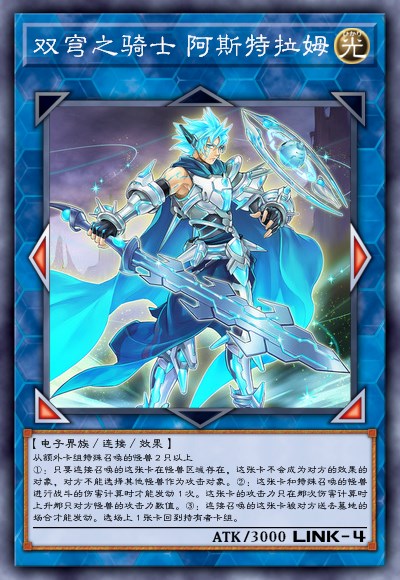 双穹之骑士 阿斯特拉姆
光
【电子界族／连接／效果】
从额外卡组特殊召唤的怪兽2只以上
①：只要连接召唤的这张卡在怪兽区域存在，这张卡不会成为对方的效果的
对象，对方不能选择其他怪兽作为攻击对象。②：这张卡和特殊召唤的怪兽
进行战斗的伤害计算时才能发动1次。这张卡的攻击力只在那次伤害计算时
上升那只对方怪兽的攻击力数值。③：连接召唤的这张卡被对方送去墓地的
场合才能发动。选场上1张卡回到持有者卡组。
ATK/3000 LINK-4